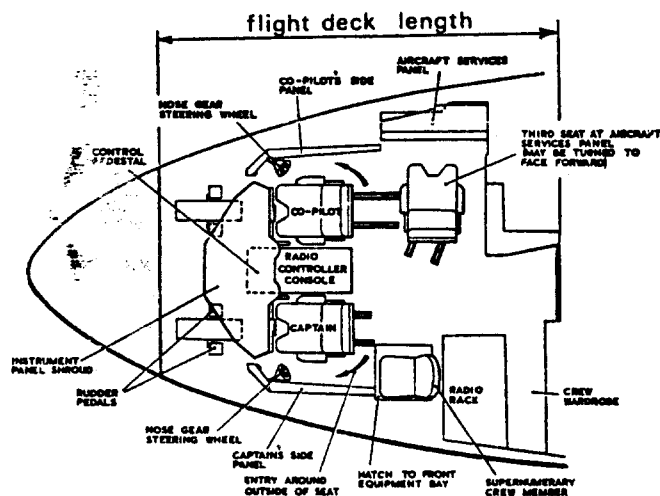 flight deck length
AIRCRAFT SERVICES
PANEL
CO-PILOT'S SIDE
PANEL
NOSE GEAR
STEERING WHEEL
THIRD SEAT AT AIRCRAFT
SERVICES PANEL
(MAY BE TURNED TO
FACE FORWARD)
CONTROL
PEDESTAL
CO-PILOT
RADIO
CONTROLLER
CONSOLE
CAPTAIN
INSTRUMENT
PANEL SHROUD
RUDDER
PEDALS
NOSE GEAR
STEERING WHEEL
CAPTAIN'S SIDE
PANEL
ENTRY AROUND
OUTSIDE OF SEAT
HATCH TO FRONT
EQUIPMENT BAY
RADIO
RACK
CREW
WARDROBE
SUPERNUMERARY
CREW MEMBER